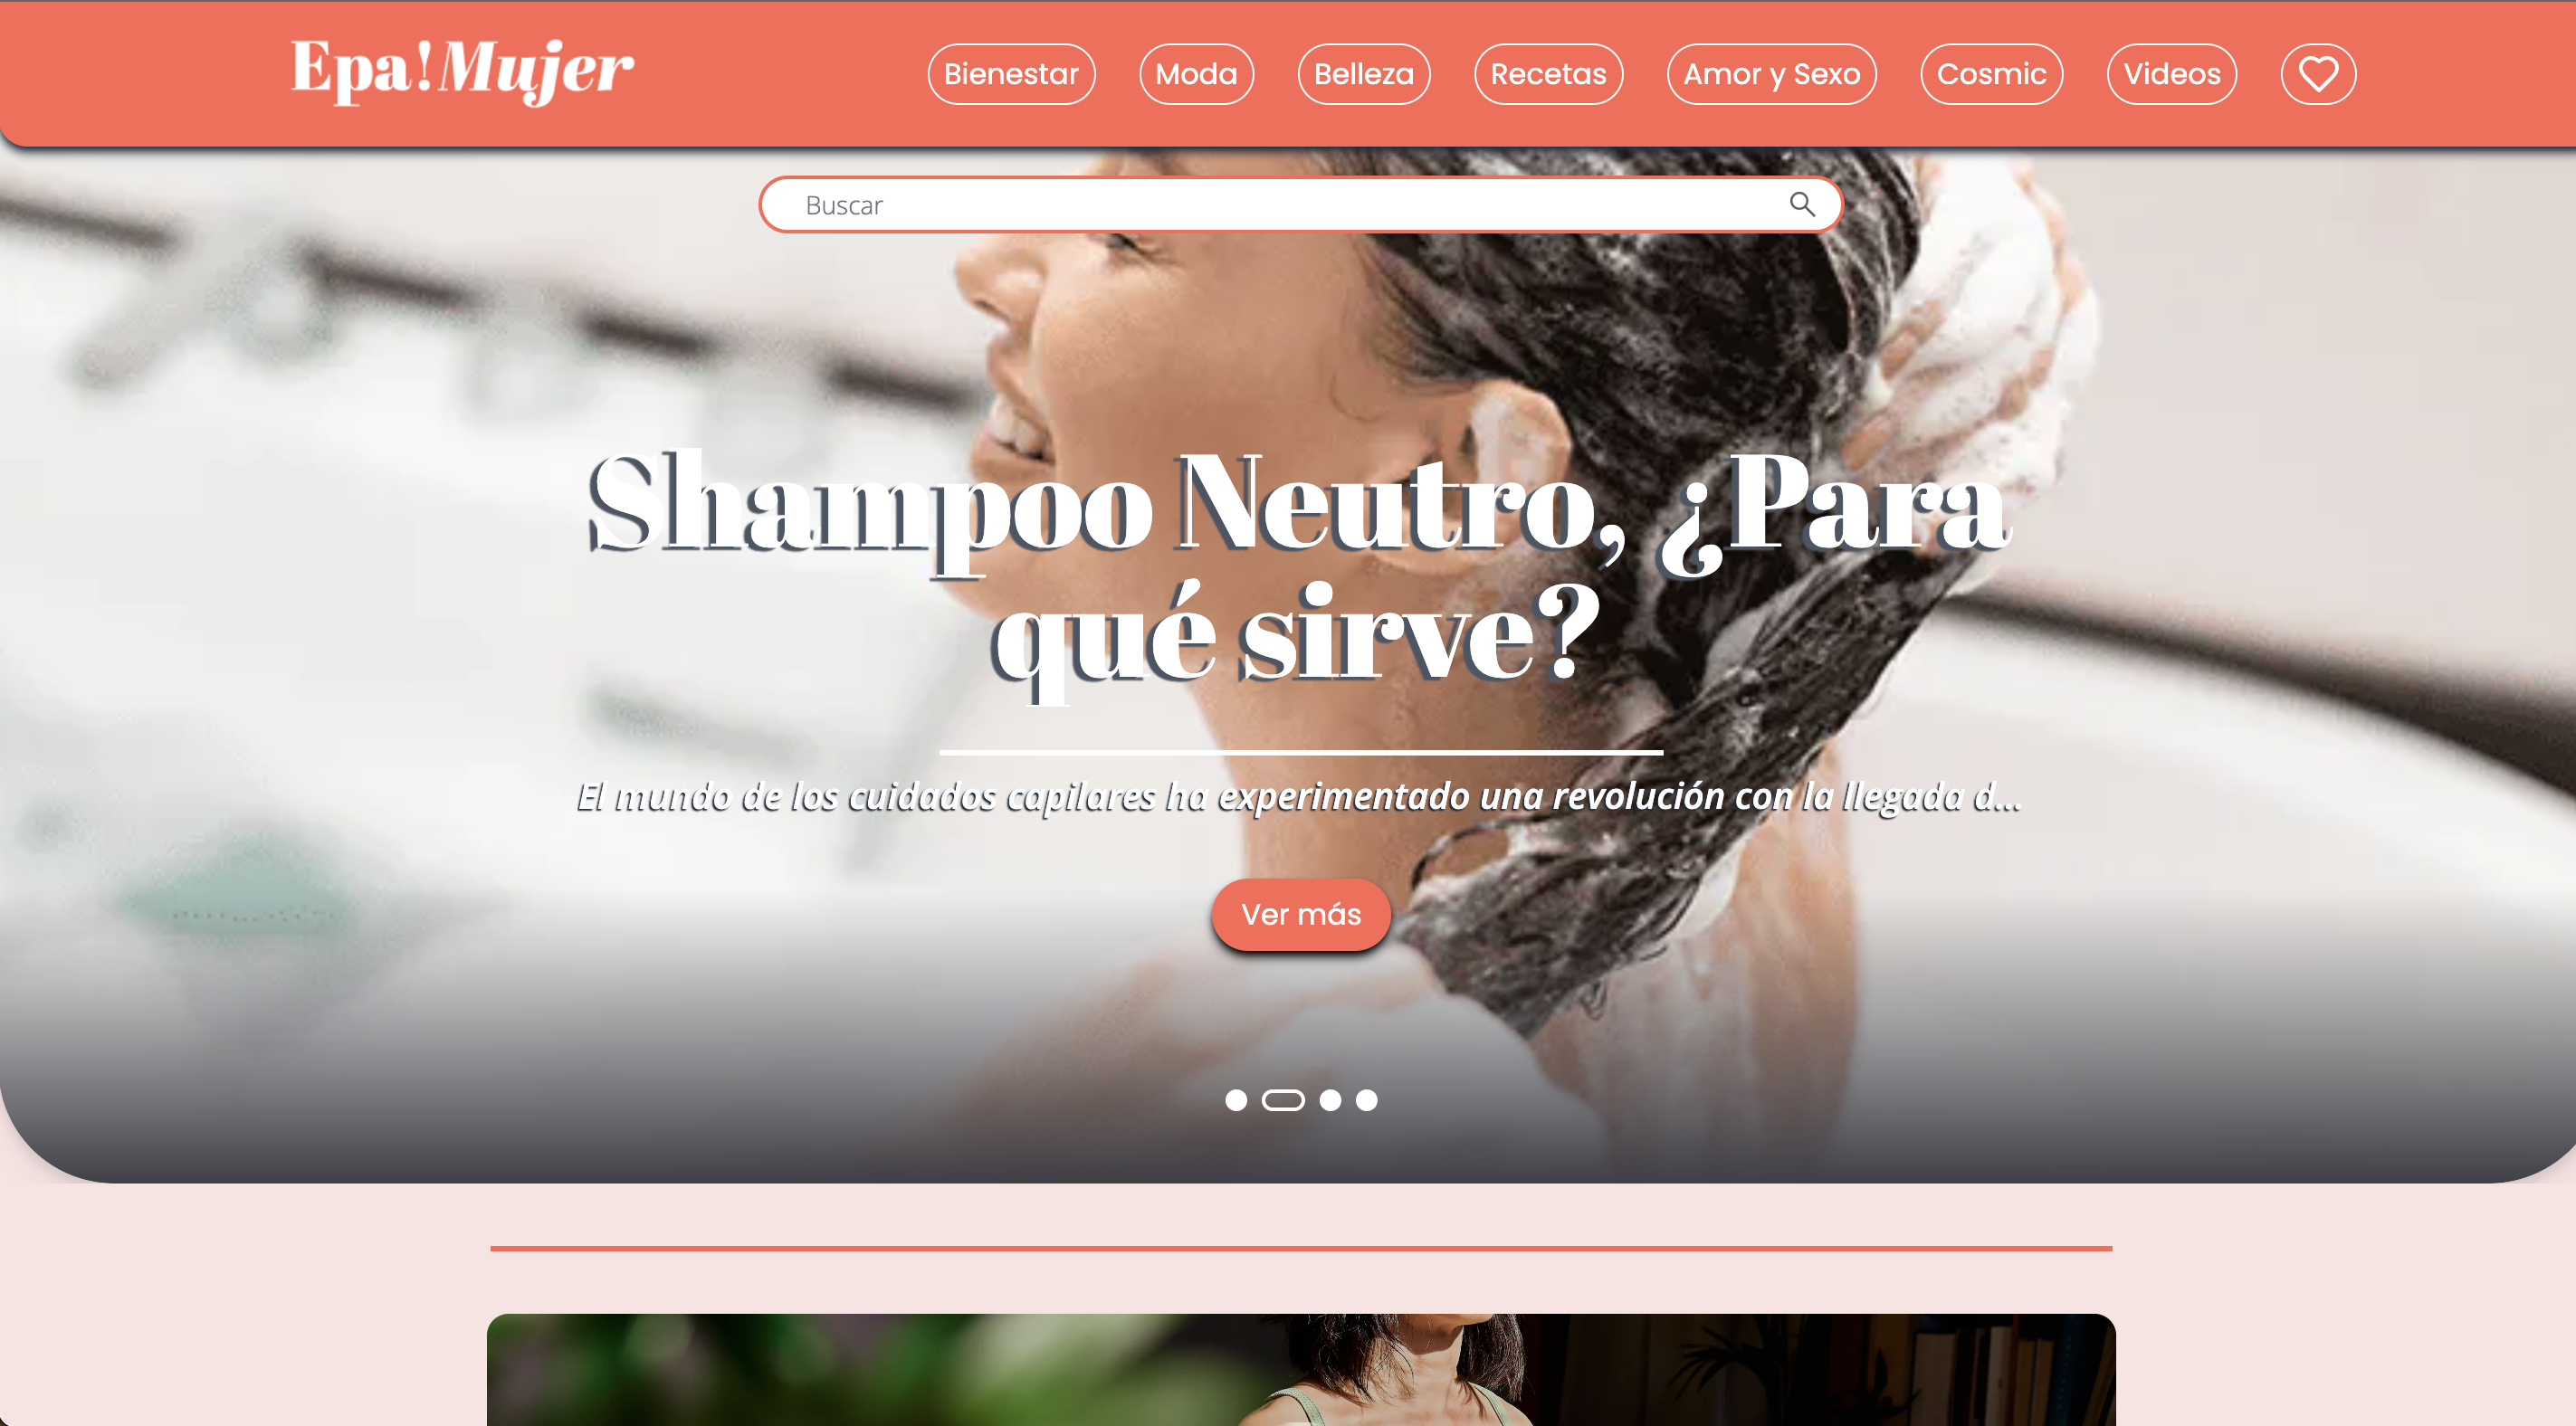 Epa! Mujer
Bienestar
Moda
Belleza
Recetas
Amor y Sexo
Cosmic
Videos
Buscar
Shampoo Neutro, ¿Para
qué sirve?
El mundo de los cuidados capilares ha experimentado una revolución con la llegada d...
Ver más